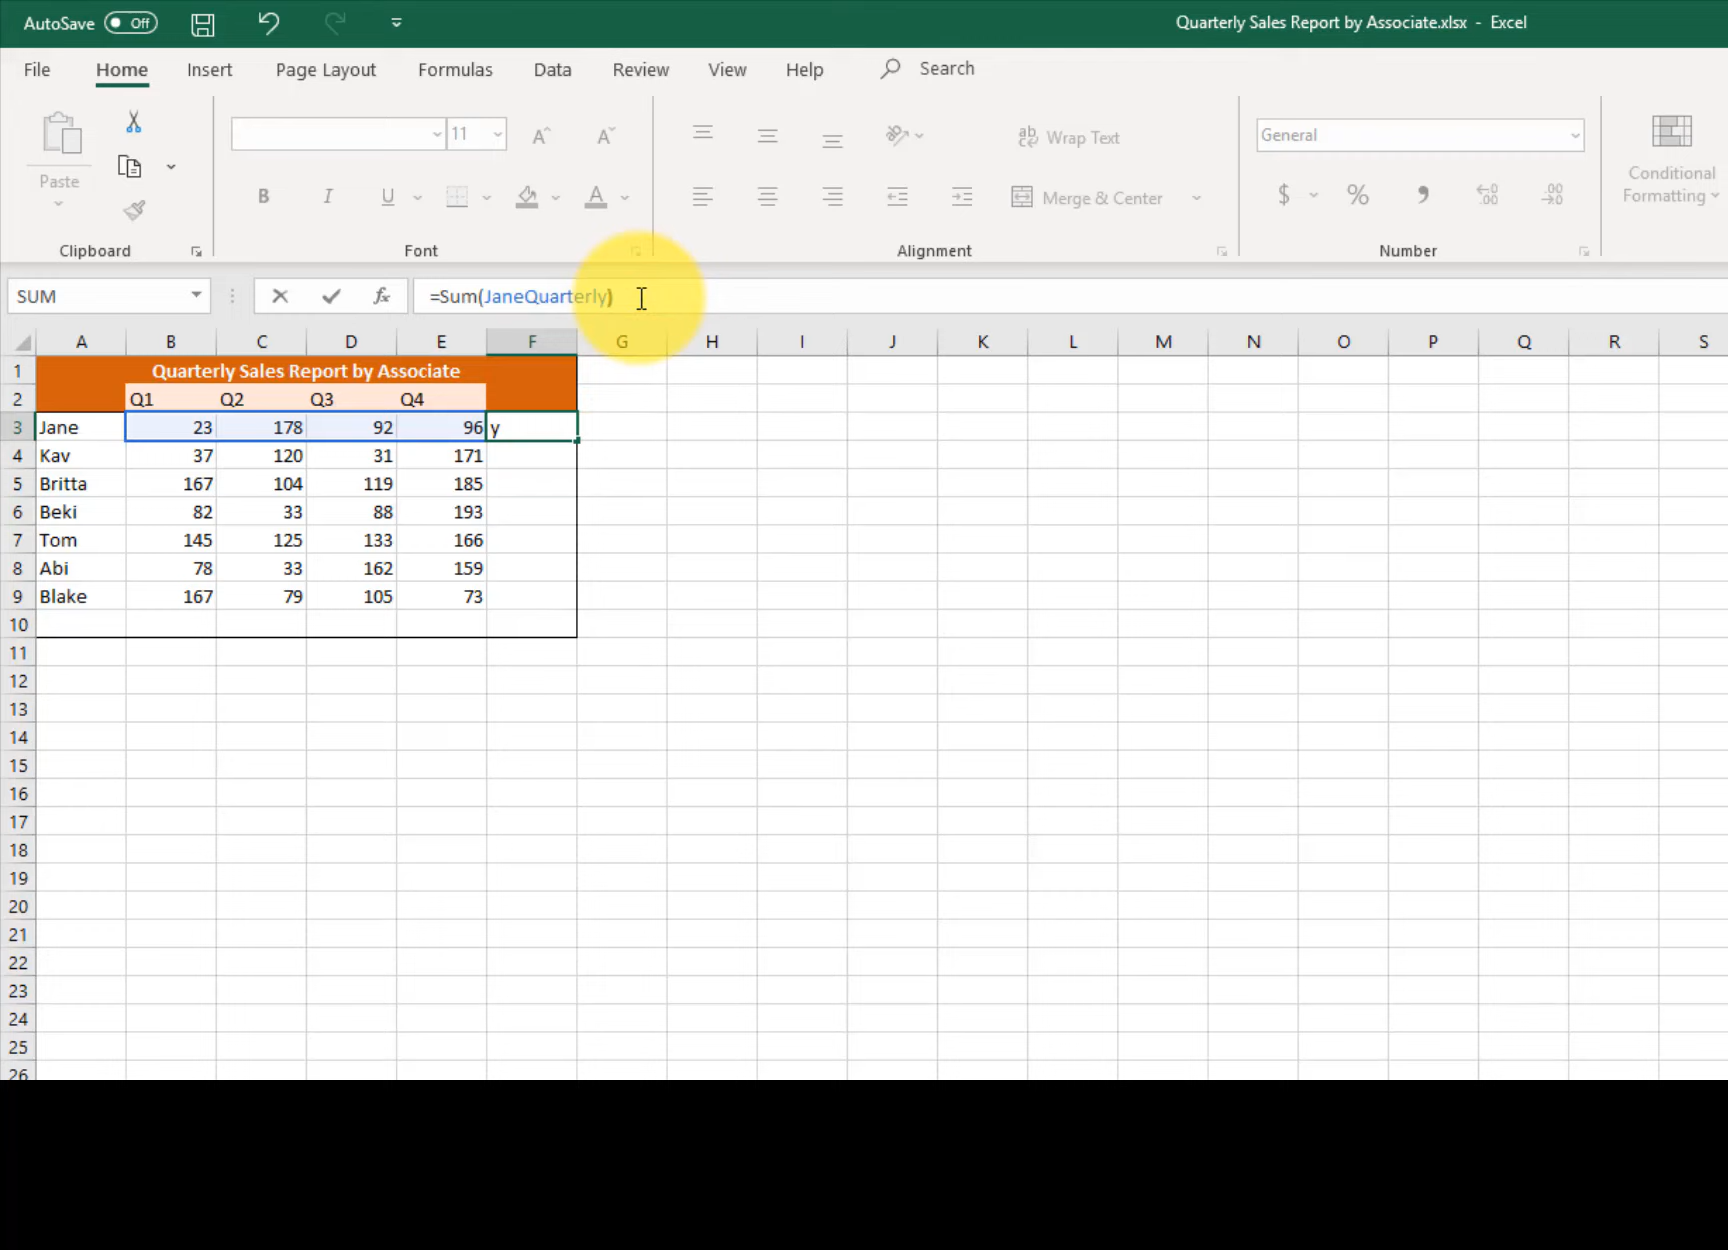 AutoSave Off Quarterly Sales Report by Associate.xlsx - Excel
File Home Insert Page Layout Formulas Data Review View Help Search
11 ab Wrap Text General
Paste B I U A Merge & Center $ % , Conditional Formatting
Clipboard Font Alignment Number
SUM fx =Sum(JaneQuarterly)
A B C D E F G H I J K L M N O P Q R S
1 Quarterly Sales Report by Associate
2 Q1 Q2 Q3 Q4
3 Jane 23 178 92 96 y
4 Kav 37 120 31 171
5 Britta 167 104 119 185
6 Beki 82 33 88 193
7 Tom 145 125 133 166
8 Abi 78 33 162 159
9 Blake 167 79 105 73
10
11
12
13
14
15
16
17
18
19
20
21
22
23
24
25
26